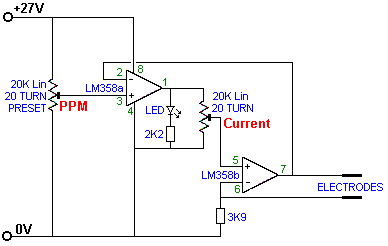 +27V
20K Lin
20 TURN
PRESET
PPM
2
3
8
4
1
LM358a
LED
2K2
20K Lin
20 TURN
Current
5
6
7
LM358b
ELECTRODES
3K9
0V